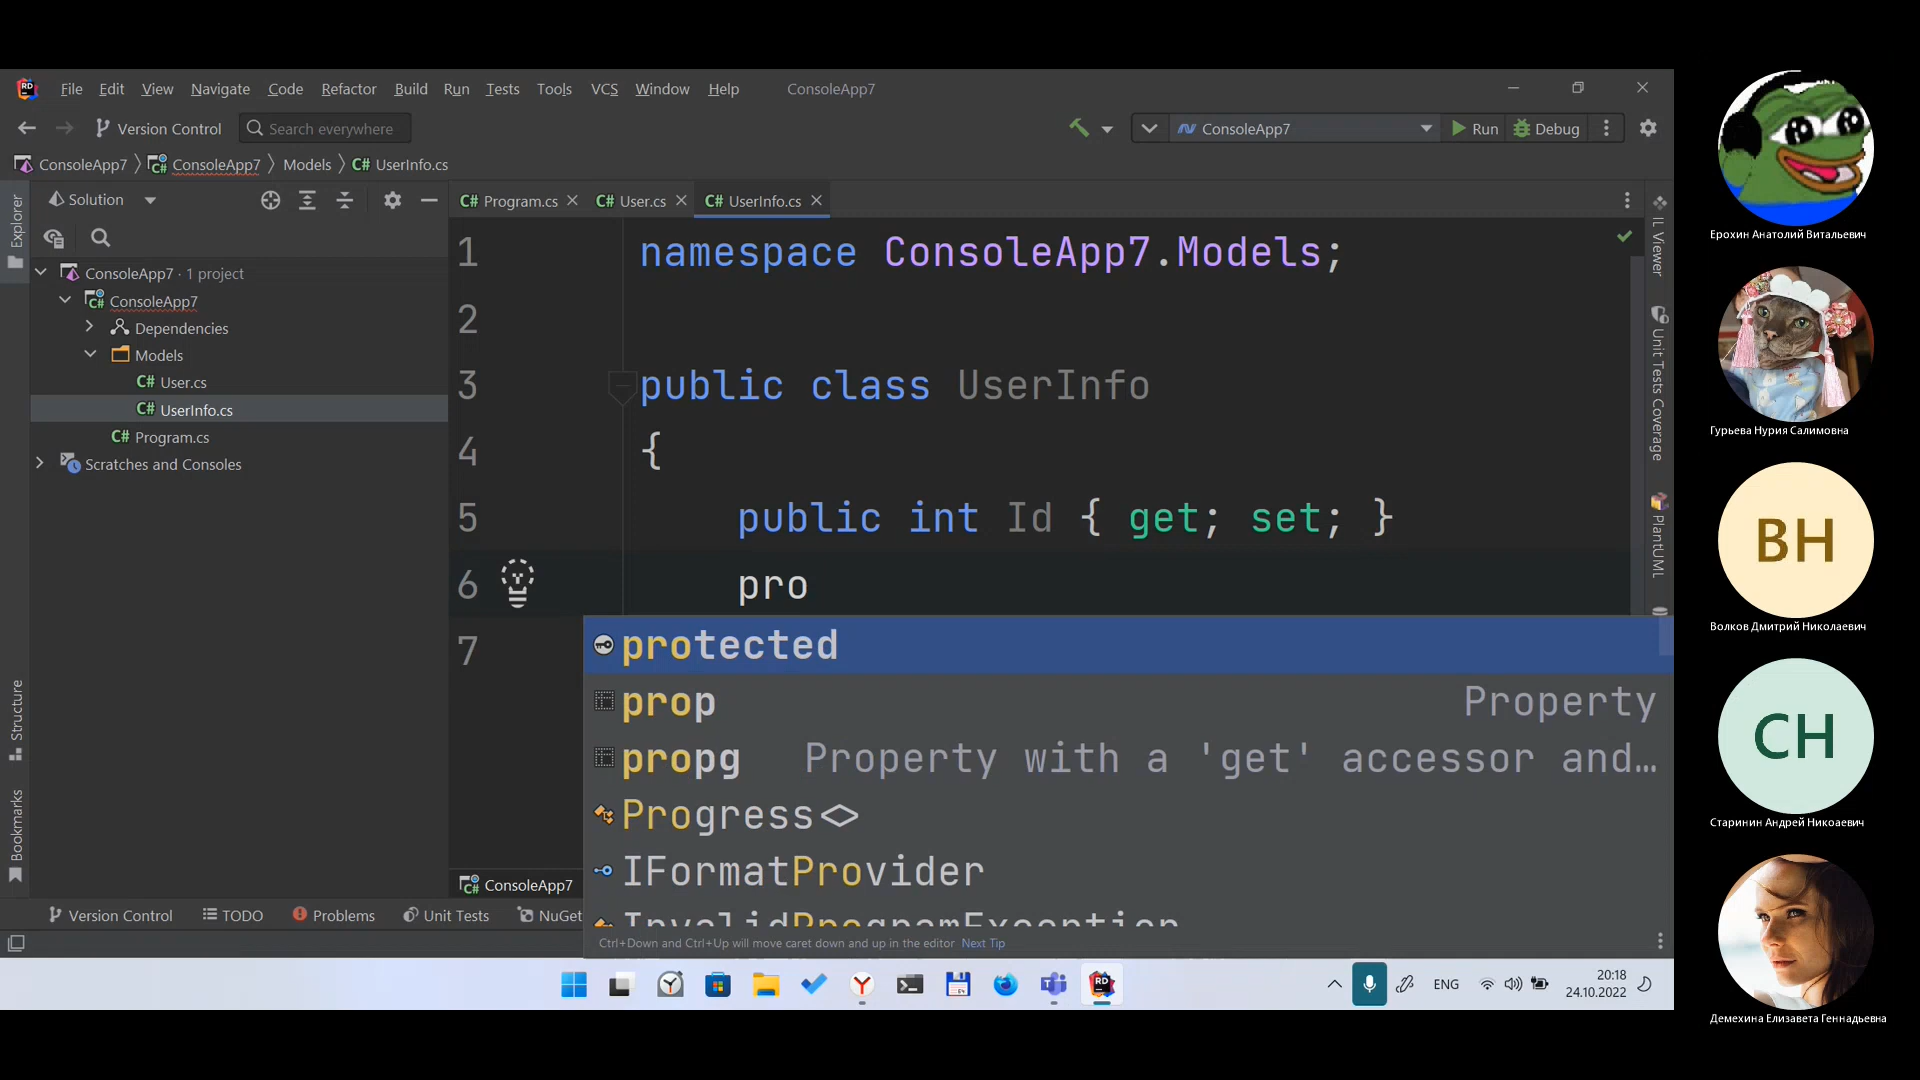 File Edit View Navigate Code Refactor Build Run Tests Tools VCS Window Help ConsoleApp7
Version Control Search everywhere ConsoleApp7 Run Debug
ConsoleApp7 ConsoleApp7 Models C# UserInfo.cs
Solution
C# Program.cs C# User.cs C# UserInfo.cs
Explorer
Structure
Bookmarks
ConsoleApp7 · 1 project
ConsoleApp7
Dependencies
Models
C# User.cs
C# UserInfo.cs
C# Program.cs
Scratches and Consoles
1 namespace ConsoleApp7.Models;
2
3 public class UserInfo
4 {
5 public int Id { get; set; }
6 pro
7
protected
prop Property
propg Property with a 'get' accessor and…
Progress<>
IFormatProvider
InvalidProgramException
Ctrl+Down and Ctrl+Up will move caret down and up in the editor Next Tip
IL Viewer
Unit Tests Coverage
PlantUML
ConsoleApp7
Version Control TODO Problems Unit Tests NuGet
ENG
20:18
24.10.2022
Ерохин Анатолий Витальевич
Гурьева Нурия Салимовна
ВН
Волков Дмитрий Николаевич
СН
Старинин Андрей Никоаевич
Демехина Елизавета Геннадьевна